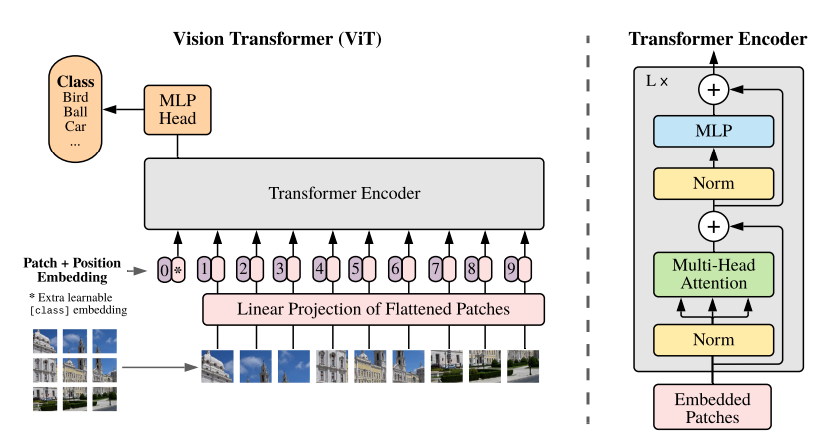 Vision Transformer (ViT)
Transformer Encoder
Class
Bird
Ball
Car
...
MLP
Head
Transformer Encoder
Patch + Position
Embedding
0 * 1 2 3 4 5 6 7 8 9
* Extra learnable
[class] embedding
Linear Projection of Flattened Patches
L ×
+
MLP
Norm
+
Multi-Head
Attention
Norm
Embedded
Patches